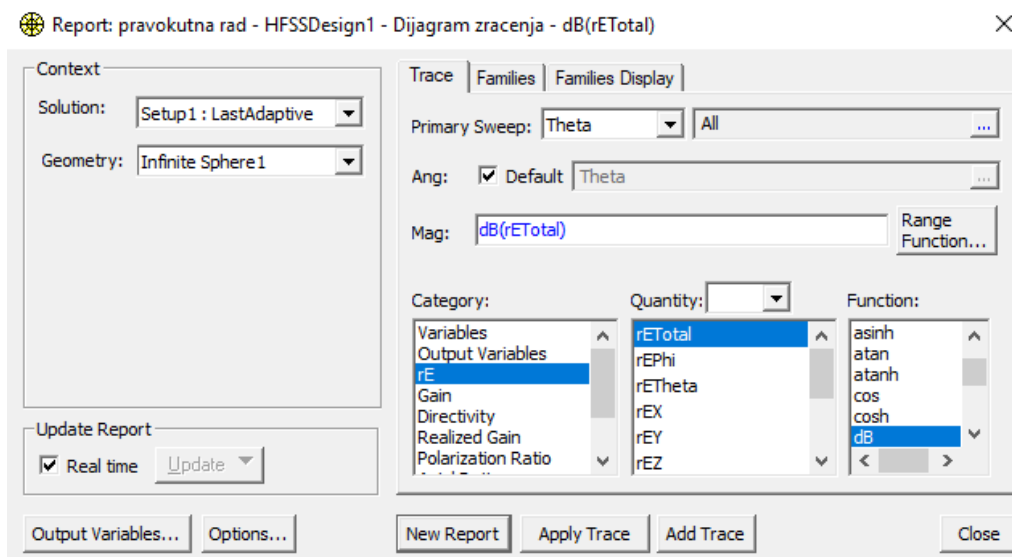 Report: pravokutna rad - HFSSDesign1 - Dijagram zracenja - dB(rETotal)
Context
Solution: Setup1 : LastAdaptive
Geometry: Infinite Sphere1
Update Report
Real time Update
Output Variables... Options...
Trace Families Families Display
Primary Sweep: Theta All ...
Ang: Default Theta ...
Mag: dB(rETotal) Range Function...
Category:
Variables
Output Variables
rE
Gain
Directivity
Realized Gain
Polarization Ratio
Quantity:
rETotal
rEPhi
rETheta
rEX
rEY
rEZ
Function:
asinh
atan
atanh
cos
cosh
dB
New Report Apply Trace Add Trace Close